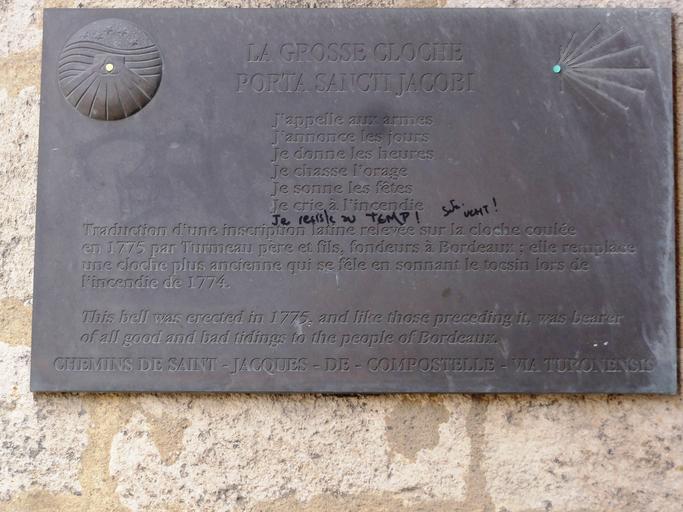 LA GROSSE CLOCHE
PORTA SANCTI JACOBI
J'appelle aux armes
J'annonce les jours
Je donne les heures
Je chasse l'orage
Je sonne les fêtes
Je crie à l'incendie
Je résiste au TEMP!
Traduction d'une inscription latine relevée sur la cloche coulée
en 1775 par Turmeau père et fils, fondeurs à Bordeaux ; elle remplace
une cloche plus ancienne qui se fêle en sonnant le tocsin lors de
l'incendie de 1774.
This bell was erected in 1775, and like those preceding it, was bearer
of all good and bad tidings to the people of Bordeaux.
CHEMINS DE SAINT - JACQUES - DE - COMPOSTELLE - VIA TURONENSIS